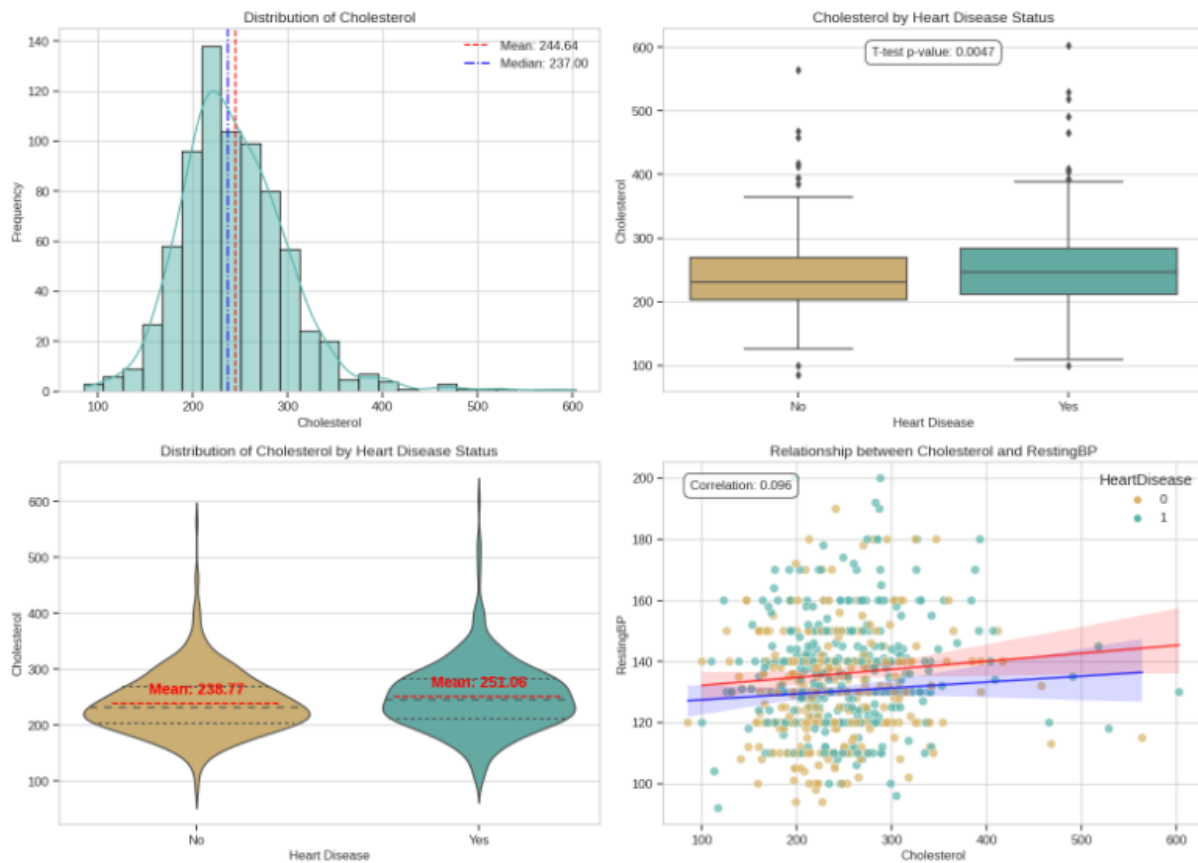 Distribution of Cholesterol
Mean: 244.64
Median: 237.00
140
120
100
80
60
40
20
0
Frequency
100 200 300 400 500 600
Cholesterol
Cholesterol by Heart Disease Status
T-test p-value: 0.0047
600
500
400
300
200
100
Cholesterol
No Yes
Heart Disease
Distribution of Cholesterol by Heart Disease Status
600
500
400
300
200
100
Cholesterol
Mean: 238.77
Mean: 251.06
No Yes
Heart Disease
Relationship between Cholesterol and RestingBP
Correlation: 0.096
HeartDisease
0
1
200
180
160
140
120
100
RestingBP
100 200 300 400 500 600
Cholesterol